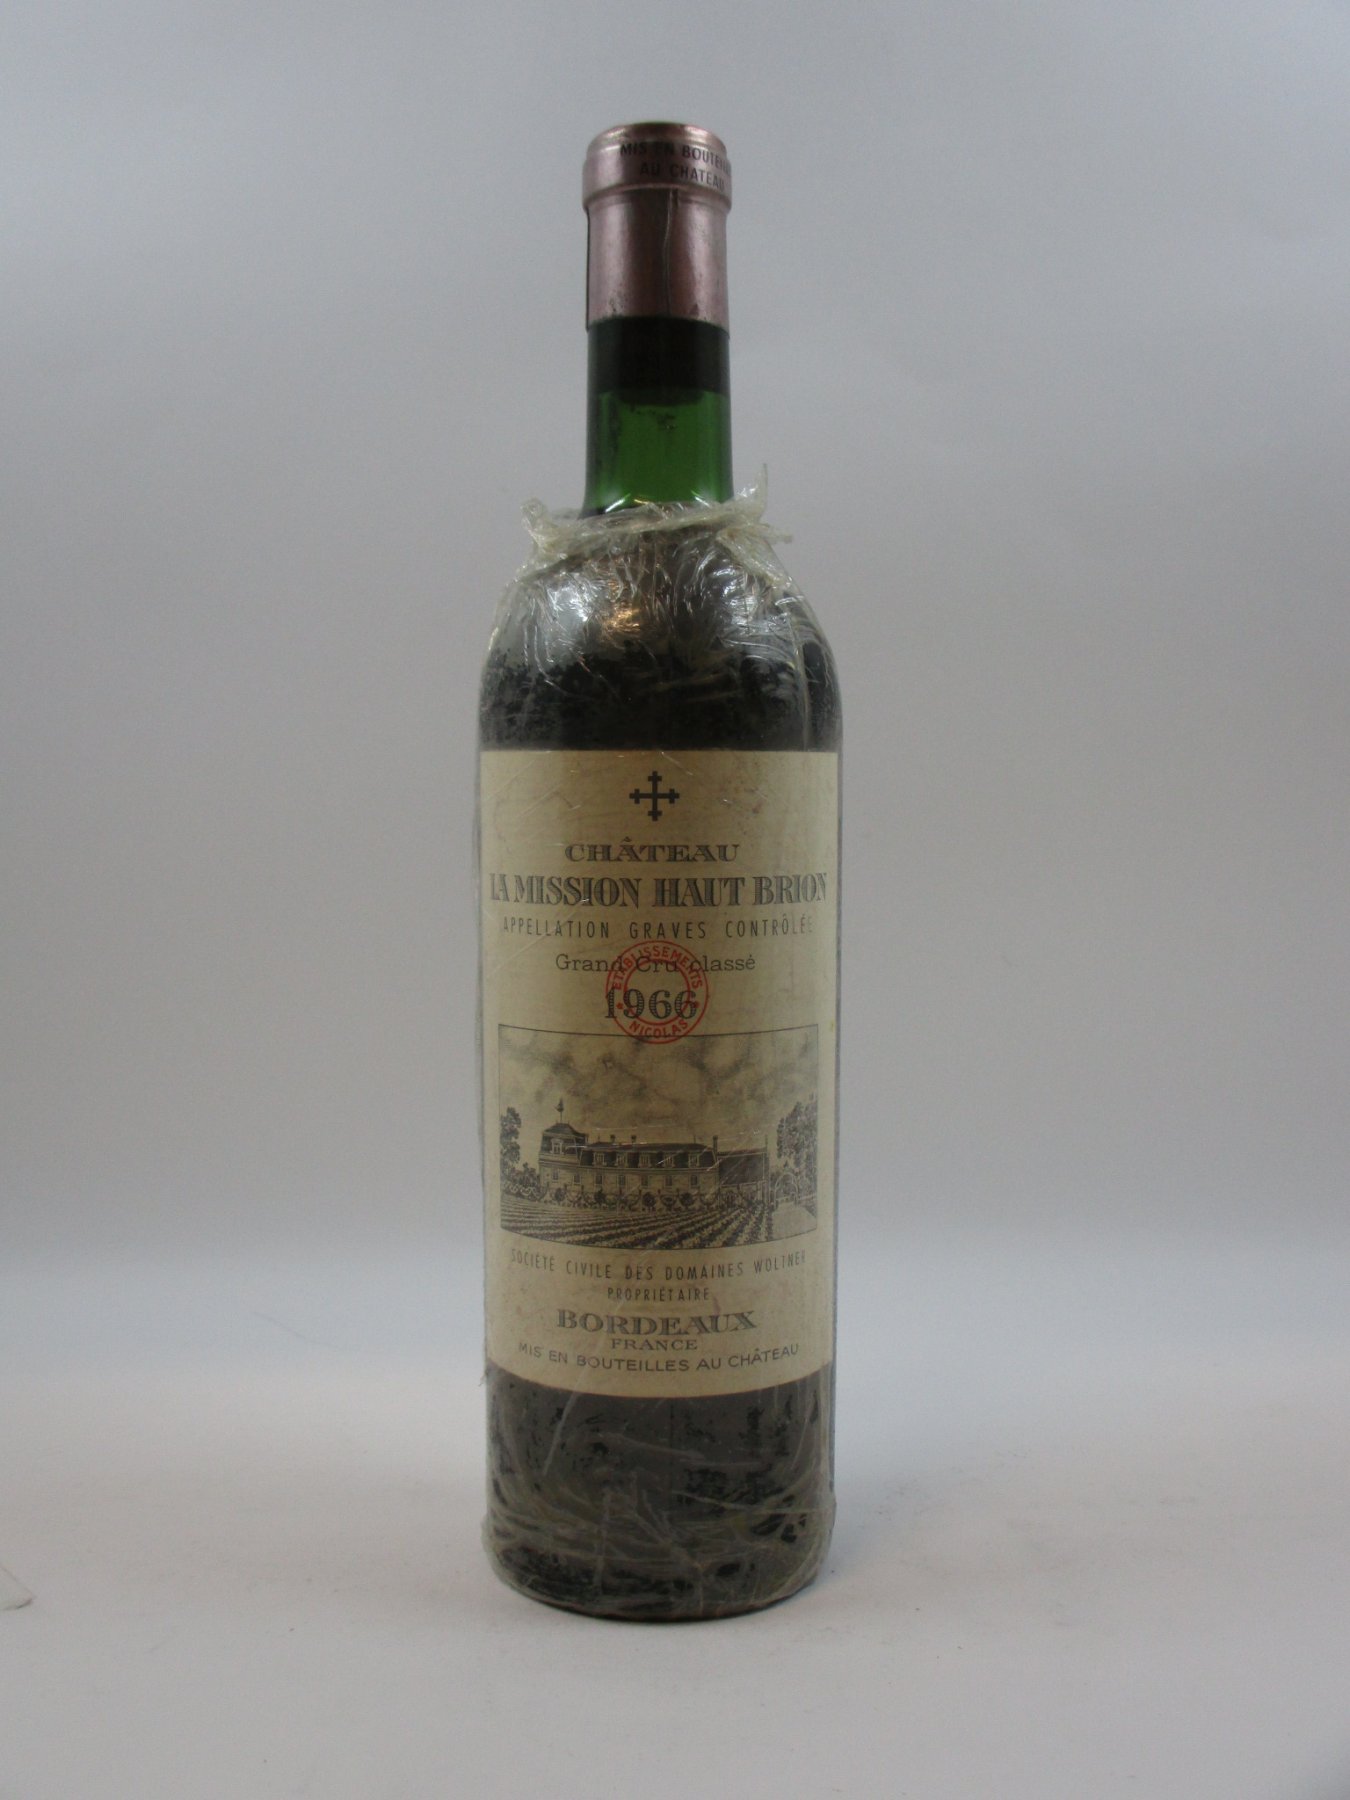 MIS EN BOUTEI
AU CHATEAU
CHÂTEAU
LA MISSION HAUT BRION
APPELLATION GRAVES CONTRÔLÉE
Grand Cru classé
ETABLISSEMENTS
1966
NICOLAS
SOCIÉTÉ CIVILE DES DOMAINES WOLTNER
PROPRIÉTAIRE
BORDEAUX
FRANCE
MIS EN BOUTEILLES AU CHÂTEAU